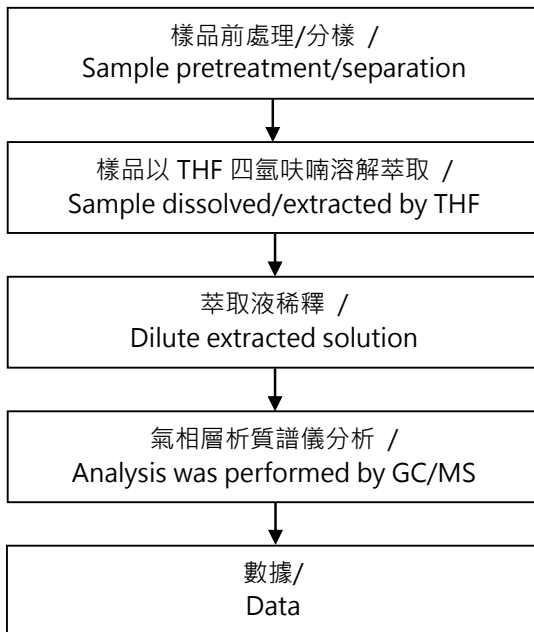 樣品前處理/分樣 /
Sample pretreatment/separation
樣品以 THF 四氫呋喃溶解萃取 /
Sample dissolved/extracted by THF
萃取液稀釋 /
Dilute extracted solution
氣相層析質譜儀分析 /
Analysis was performed by GC/MS
數據/
Data